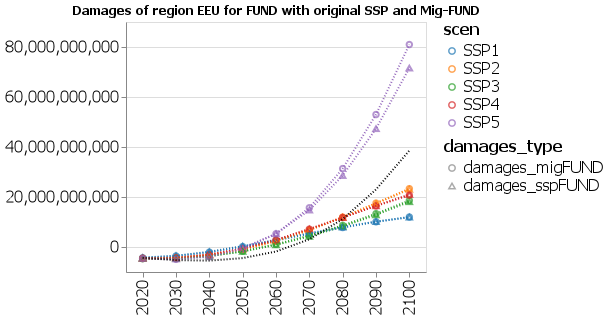 Damages of region EEU for FUND with original SSP and Mig-FUND
80,000,000,000
60,000,000,000
40,000,000,000
20,000,000,000
0
2020
2030
2040
2050
2060
2070
2080
2090
2100
scen
SSP1
SSP2
SSP3
SSP4
SSP5
damages_type
damages_migFUND
damages_sspFUND